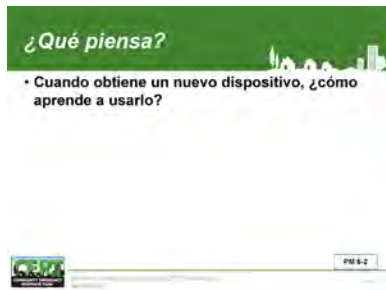 ¿Qué piensa?
• Cuando obtiene un nuevo dispositivo, ¿cómo
aprende a usarlo?
PM 6-2
CERT